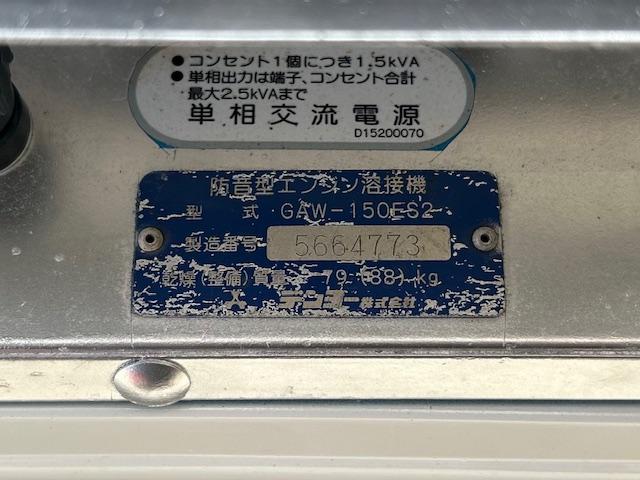 ● コンセント1個につき1.5kVA
● 単相出力は端子、コンセント合計
最大2.5kVAまで
単相交流電源
D15200070
防音型エンジン溶接機
型 式 GAW-150ES2
製造番号 5664773
乾燥(整備)質量 79 (88) kg
デンヨー株式会社